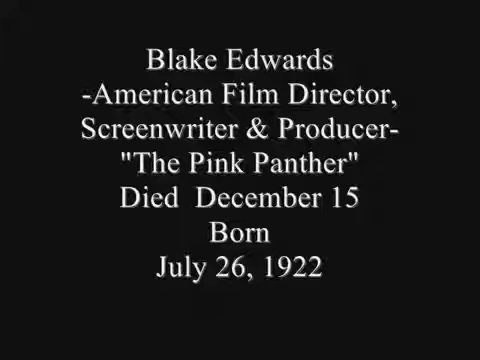 Blake Edwards
-American Film Director,
Screenwriter & Producer-
"The Pink Panther"
Died  December 15
Born
July 26, 1922